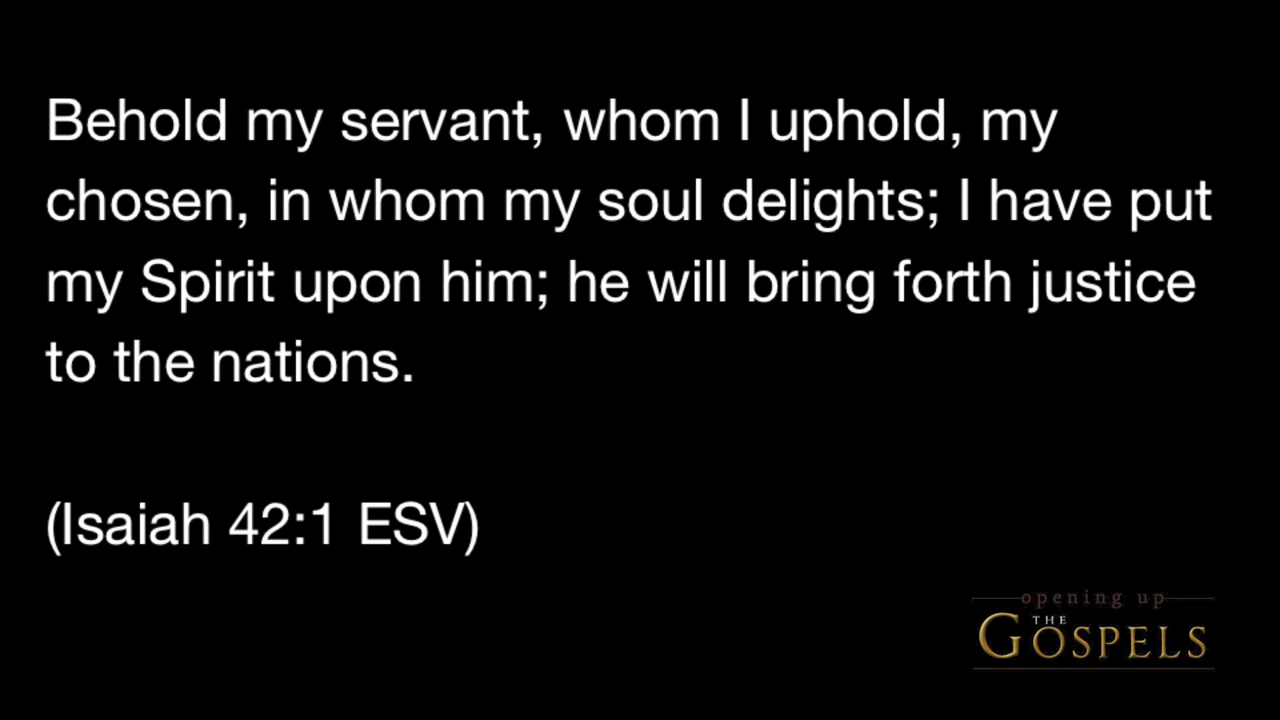 Behold my servant, whom I uphold, my
chosen, in whom my soul delights; I have put
my Spirit upon him; he will bring forth justice
to the nations.
(Isaiah 42:1 ESV)
opening up
THE
GOSPELS